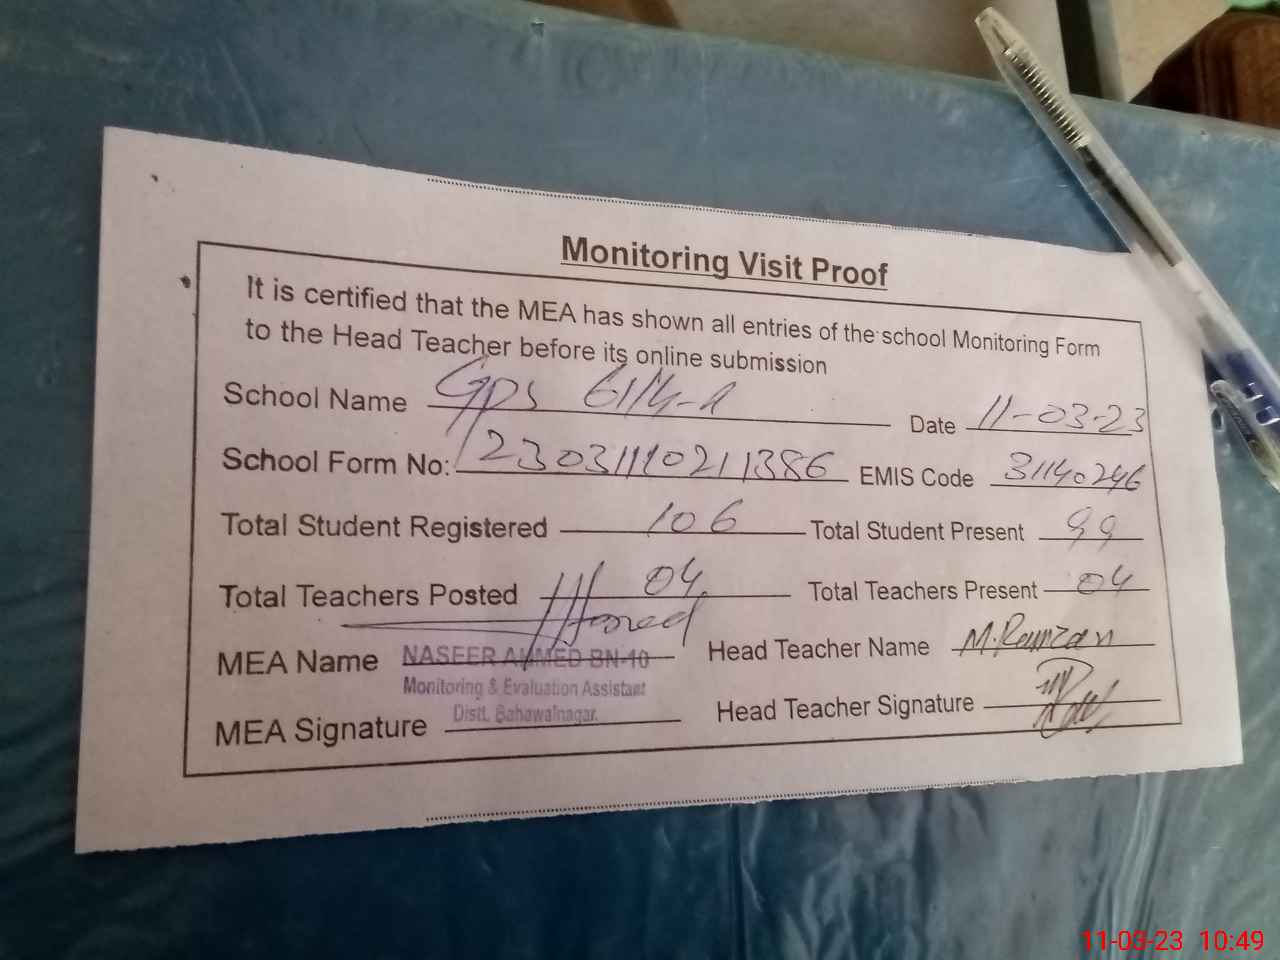 Monitoring Visit Proof
It is certified that the MEA has shown all entries of the school Monitoring Form
to the Head Teacher before its online submission
School Name GPS 61/4-R Date 11-03-23
School Form No: 23031110211386 EMIS Code 31140246
Total Student Registered 106 Total Student Present 99
Total Teachers Posted 04 Total Teachers Present 04
MEA Name NASEER AHMED BN-10 Head Teacher Name M. Ramzan
Monitoring & Evaluation Assistant
Distt. Bahawalnagar.
MEA Signature Head Teacher Signature
11-03-23 10:49